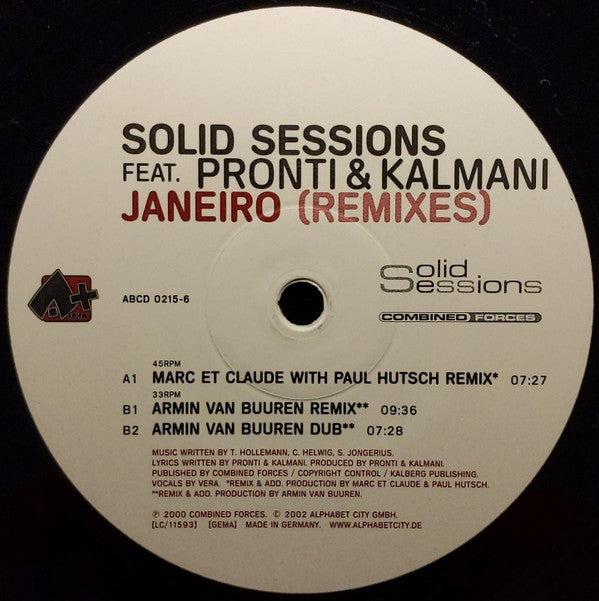 SOLID SESSIONS
FEAT. PRONTI & KALMANI
JANEIRO (REMIXES)
A+
ABCD 0215-6
Solid
Sessions
COMBINED FORCES
45RPM
A1 MARC ET CLAUDE WITH PAUL HUTSCH REMIX* 07:27
33RPM
B1 ARMIN VAN BUUREN REMIX** 09:36
B2 ARMIN VAN BUUREN DUB** 07:28
MUSIC WRITTEN BY T. HOLLEMANN, C. HELWIG, S. JONGERIUS.
LYRICS WRITTEN BY PRONTI & KALMANI. PRODUCED BY PRONTI & KALMANI.
PUBLISHED BY COMBINED FORCES / COPYRIGHT CONTROL / KALBERG PUBLISHING,
VOCALS BY VERA. *REMIX & ADD. PRODUCTION BY MARC ET CLAUDE & PAUL HUTSCH.
**REMIX & ADD. PRODUCTION BY ARMIN VAN BUUREN.
℗ 2000 COMBINED FORCES. © 2002 ALPHABET CITY GMBH.
[LC/11593] [GEMA] MADE IN GERMANY. WWW.ALPHABETCITY.DE